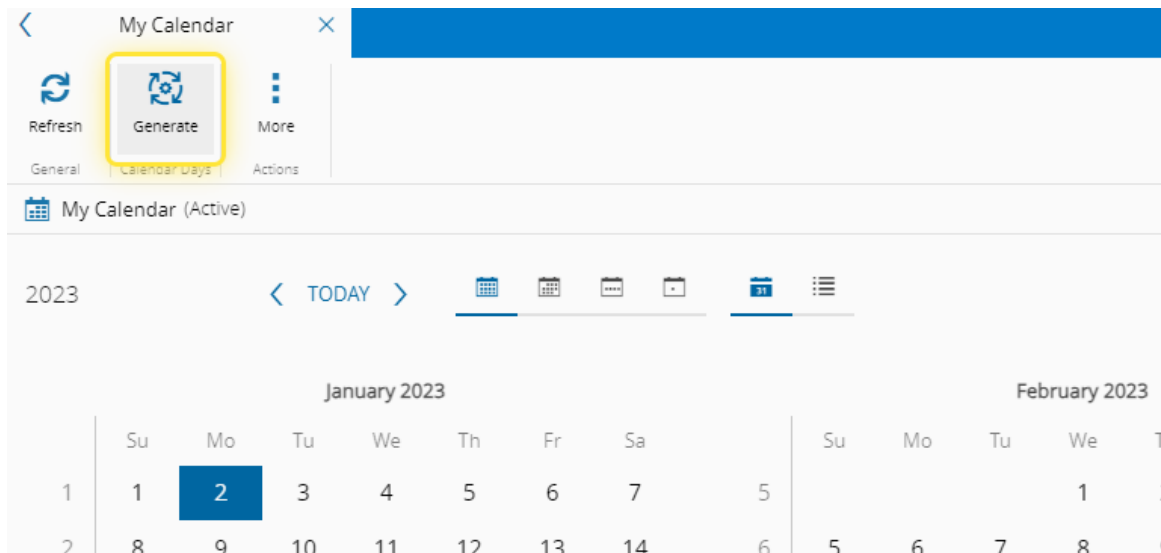 My Calendar
Refresh Generate More
General Calendar Days Actions
My Calendar (Active)
2023 TODAY 31
January 2023 February 2023
Su Mo Tu We Th Fr Sa Su Mo Tu We
1 1 2 3 4 5 6 7 5 1
2 8 9 10 11 12 13 14 6 5 6 7 8